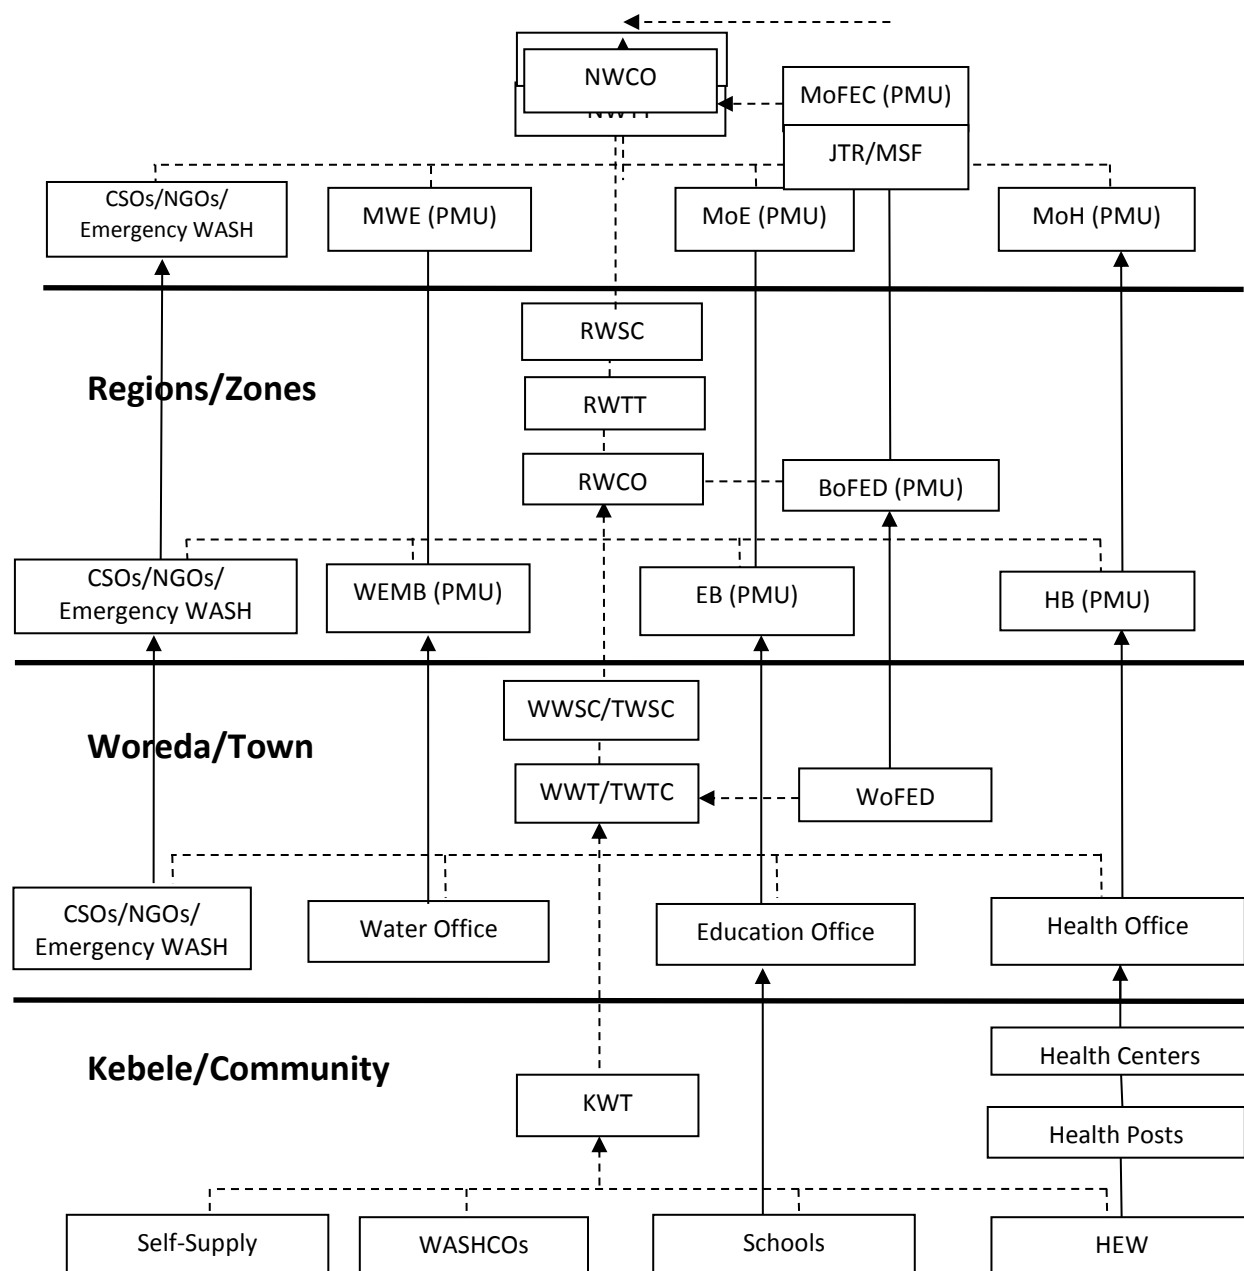 NWCO
MoFEC (PMU)
JTR/MSF
CSOs/NGOs/
Emergency WASH
MWE (PMU)
MoE (PMU)
MoH (PMU)
RWSC
Regions/Zones
RWTT
RWCO
BoFED (PMU)
CSOs/NGOs/
Emergency WASH
WEMB (PMU)
EB (PMU)
HB (PMU)
WWSC/TWSC
Woreda/Town
WWT/TWTC
WoFED
CSOs/NGOs/
Emergency WASH
Water Office
Education Office
Health Office
Health Centers
Kebele/Community
KWT
Health Posts
Self-Supply
WASHCOs
Schools
HEW